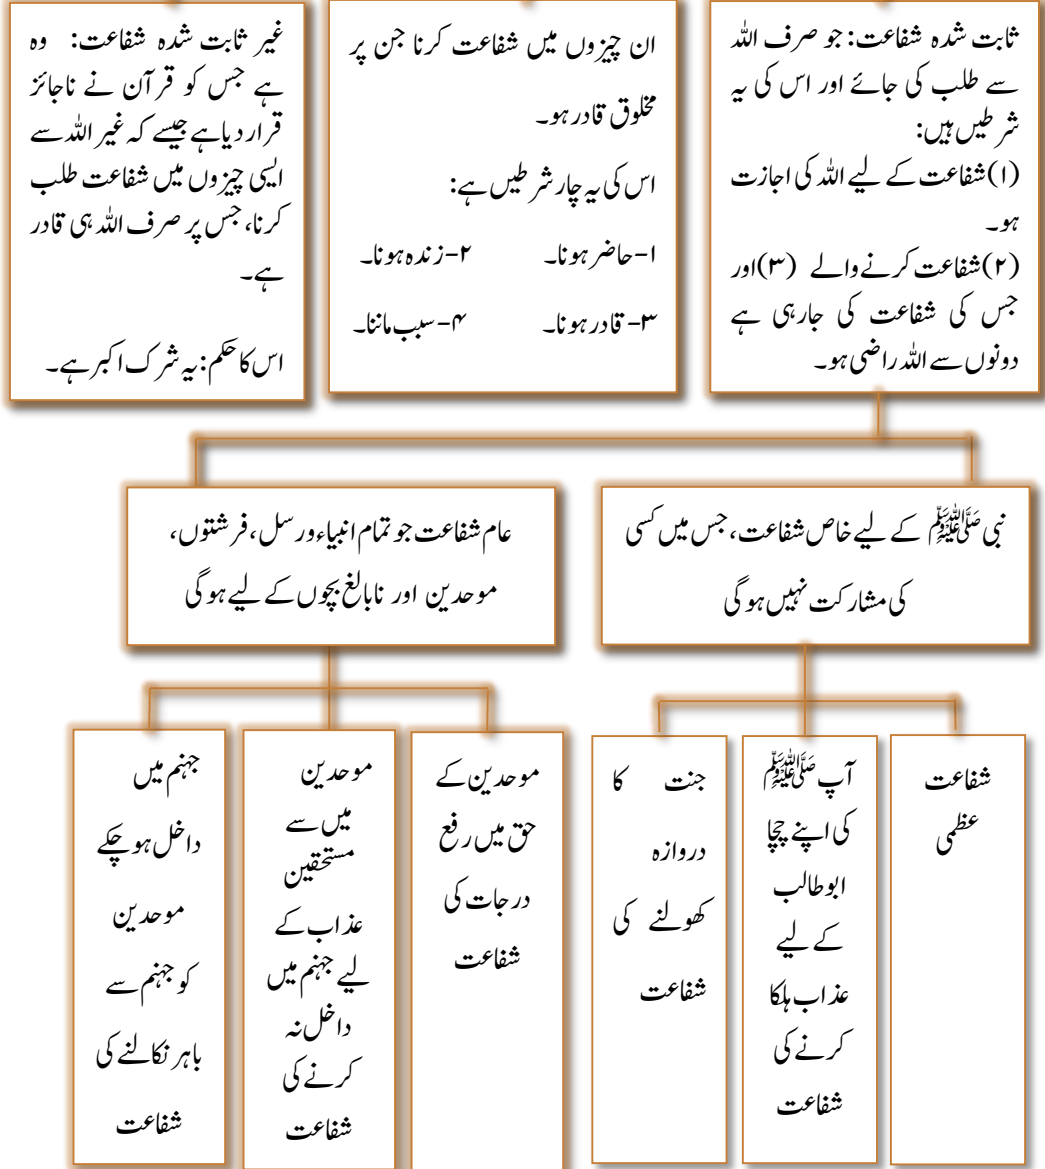 ثابت شدہ شفاعت: جو صرف اللہ
سے طلب کی جائے اور اس کی یہ
شرطیں ہیں:
(۱) شفاعت کے لیے اللہ کی اجازت
ہو۔
(۲) شفاعت کرنے والے (۳) اور
جس کی شفاعت کی جارہی ہے
دونوں سے اللہ راضی ہو۔
ان چیزوں میں شفاعت کرنا جن پر
مخلوق قادر ہو۔
اس کی یہ چار شرطیں ہے:
۱-حاضر ہونا۔ ۲-زندہ ہونا۔
۳- قادر ہونا۔ ۴- سبب ماننا۔
غیر ثابت شدہ شفاعت: وہ
ہے جس کو قرآن نے ناجائز
قرار دیا ہے جیسے کہ غیر اللہ سے
ایسی چیزوں میں شفاعت طلب
کرنا، جس پر صرف اللہ ہی قادر
ہے۔
اس کا حکم: یہ شرک اکبر ہے۔
نبی صَلَّی اللہُ عَلَیْہِ وَسَلَّم کے لیے خاص شفاعت، جس میں کسی
کی مشارکت نہیں ہوگی
عام شفاعت جو تمام انبیاء ورسل، فرشتوں،
موحدین اور نابالغ بچوں کے لیے ہوگی
شفاعت
عظمی
آپ صَلَّی اللہُ عَلَیْہِ وَسَلَّم
کی اپنے چچا
ابوطالب
کے لیے
عذاب ہلکا
کرنے کی
شفاعت
جنت کا
دروازہ
کھولنے کی
شفاعت
موحدین کے
حق میں رفع
درجات کی
شفاعت
موحدین
میں سے
مستحقین
عذاب کے
لیے جہنم میں
داخل نہ
کرنے کی
شفاعت
جہنم میں
داخل ہوچکے
موحدین
کو جہنم سے
باہر نکالنے کی
شفاعت